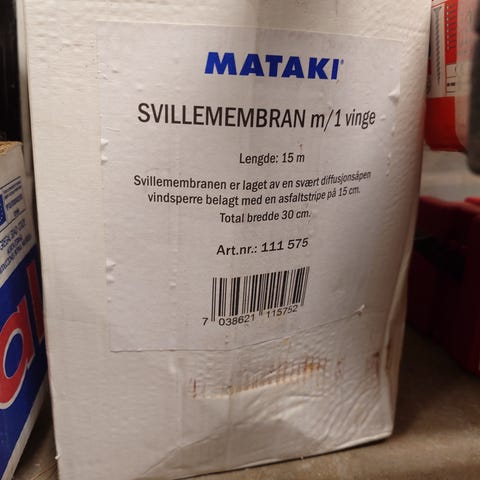 MATAKI
SVILLEMEMBRAN m/1 vinge
Lengde: 15 m
Svillemembranen er laget av en svært diffusjonsåpen
vindsperre belagt med en asfaltstripe på 15 cm.
Total bredde 30 cm.
Art.nr.: 111 575
7 038621 115752